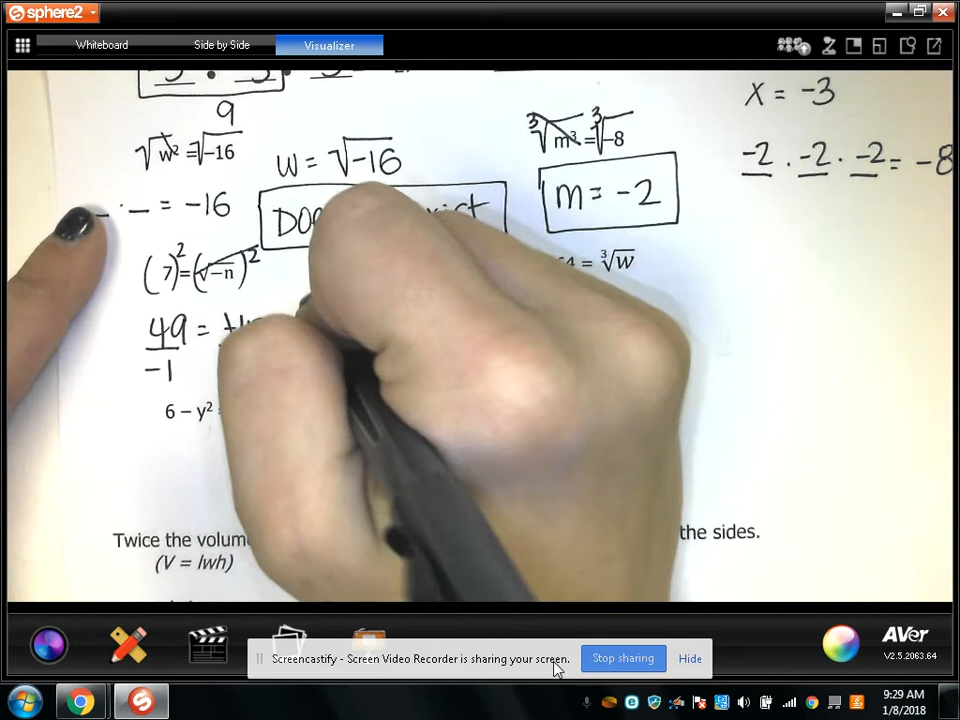 sphere2
Whiteboard Side by Side Visualizer
9
x = -3
√w² = √-16
w = √-16
∛m³ = ∛-8
-2 · -2 · -2 = -8
_ · _ = -16
m = -2
(7)² = (√-n)²
= ∛w
49 =
-1
6 – y²
Twice the volume
the sides.
(V = lwh)
Screencastify - Screen Video Recorder is sharing your screen.
Stop sharing
Hide
AVer
V2.5.2063.64
9:29 AM
1/8/2018